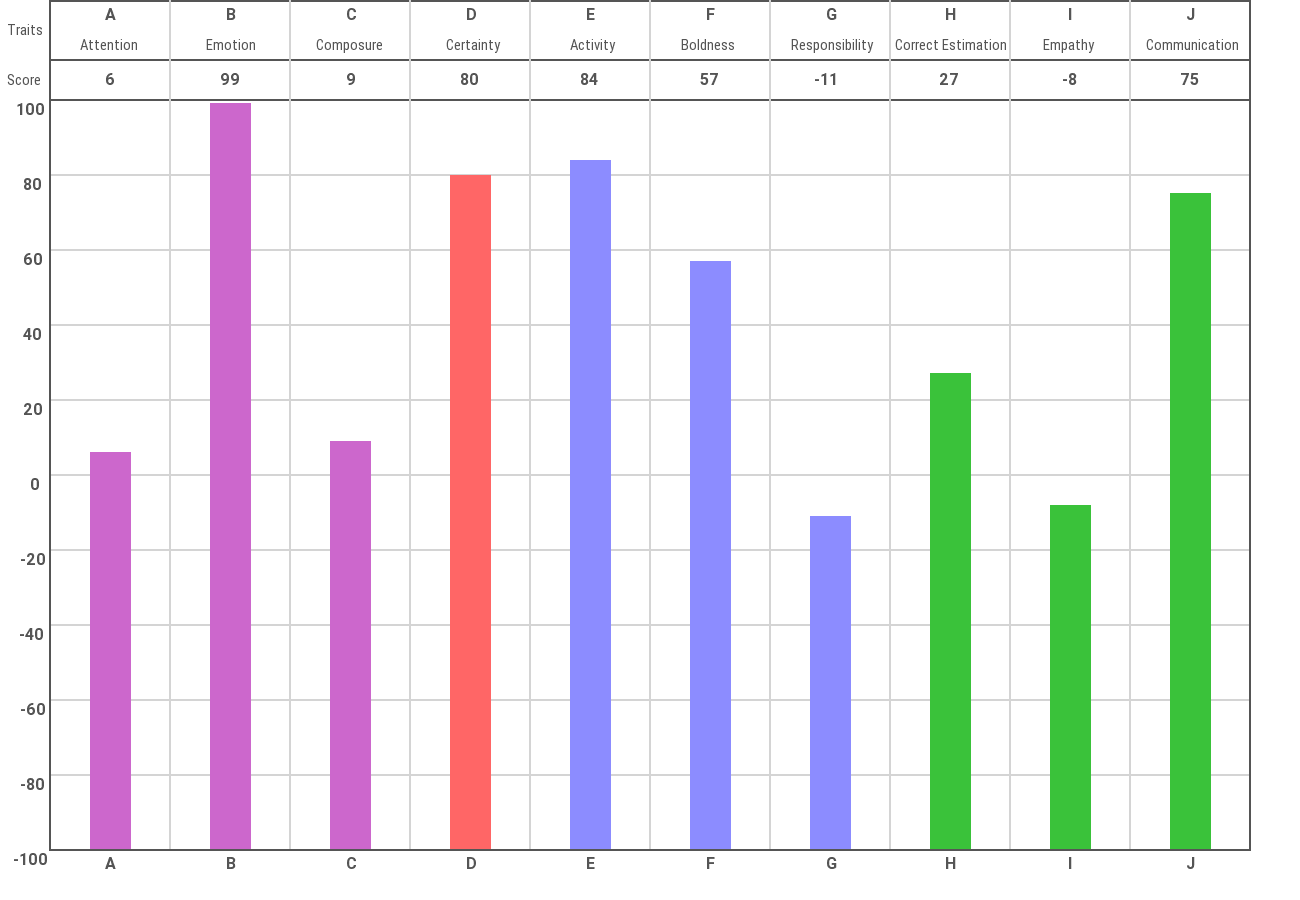 A B C D E F G H I J
Traits
Attention Emotion Composure Certainty Activity Boldness Responsibility Correct Estimation Empathy Communication
Score 6 99 9 80 84 57 -11 27 -8 75
100
80
60
40
20
0
-20
-40
-60
-80
-100
A B C D E F G H I J